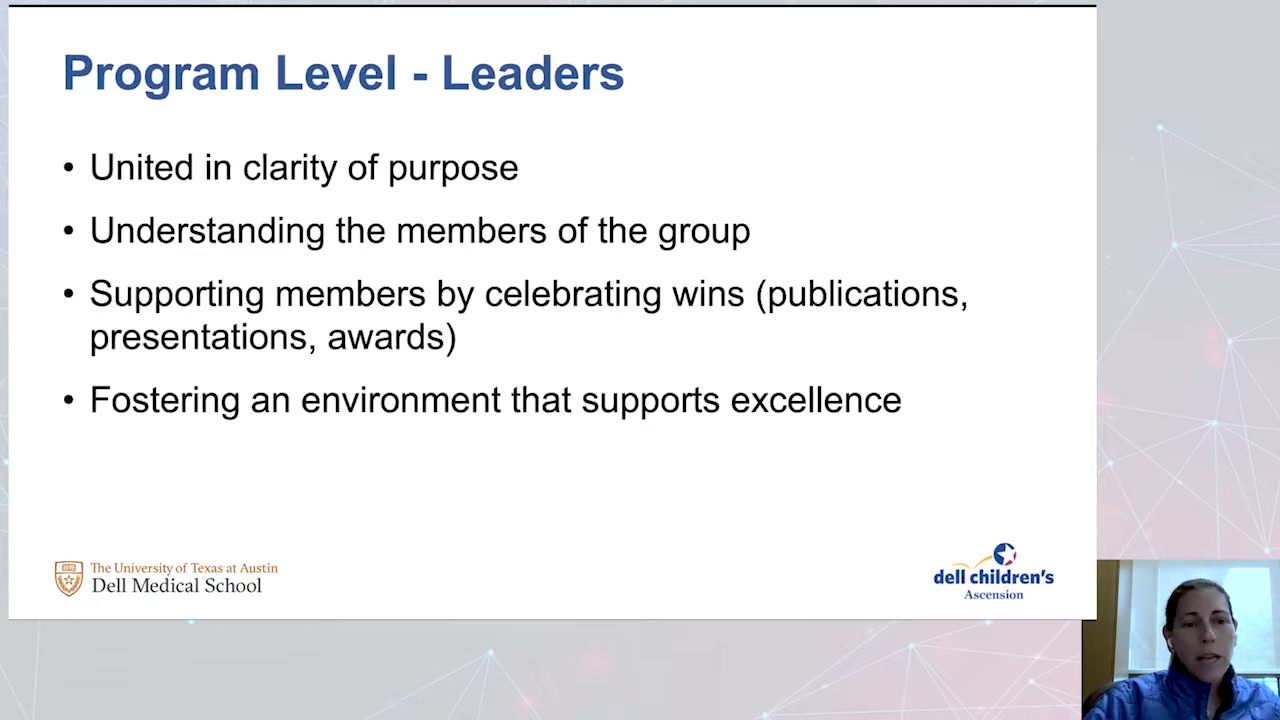 Program Level - Leaders
• United in clarity of purpose
• Understanding the members of the group
• Supporting members by celebrating wins (publications,
presentations, awards)
• Fostering an environment that supports excellence
The University of Texas at Austin
Dell Medical School
dell children's
Ascension